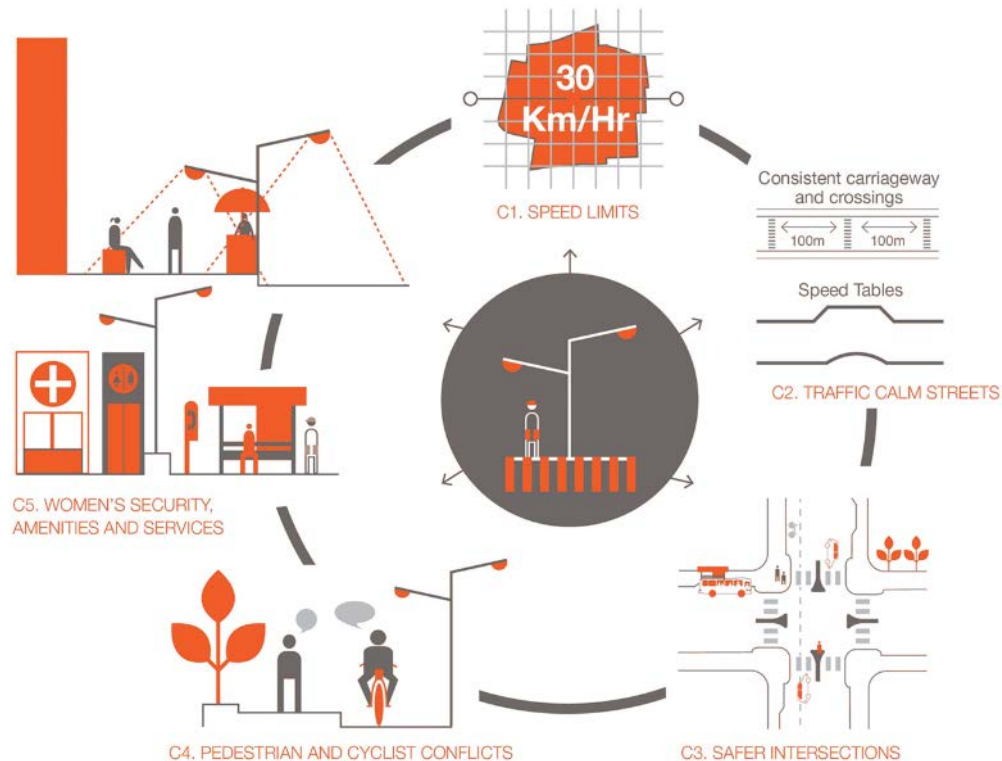 30
Km/Hr
C1. SPEED LIMITS
Consistent carriageway
and crossings
100m
100m
Speed Tables
C2. TRAFFIC CALM STREETS
C3. SAFER INTERSECTIONS
C4. PEDESTRIAN AND CYCLIST CONFLICTS
C5. WOMEN'S SECURITY,
AMENITIES AND SERVICES